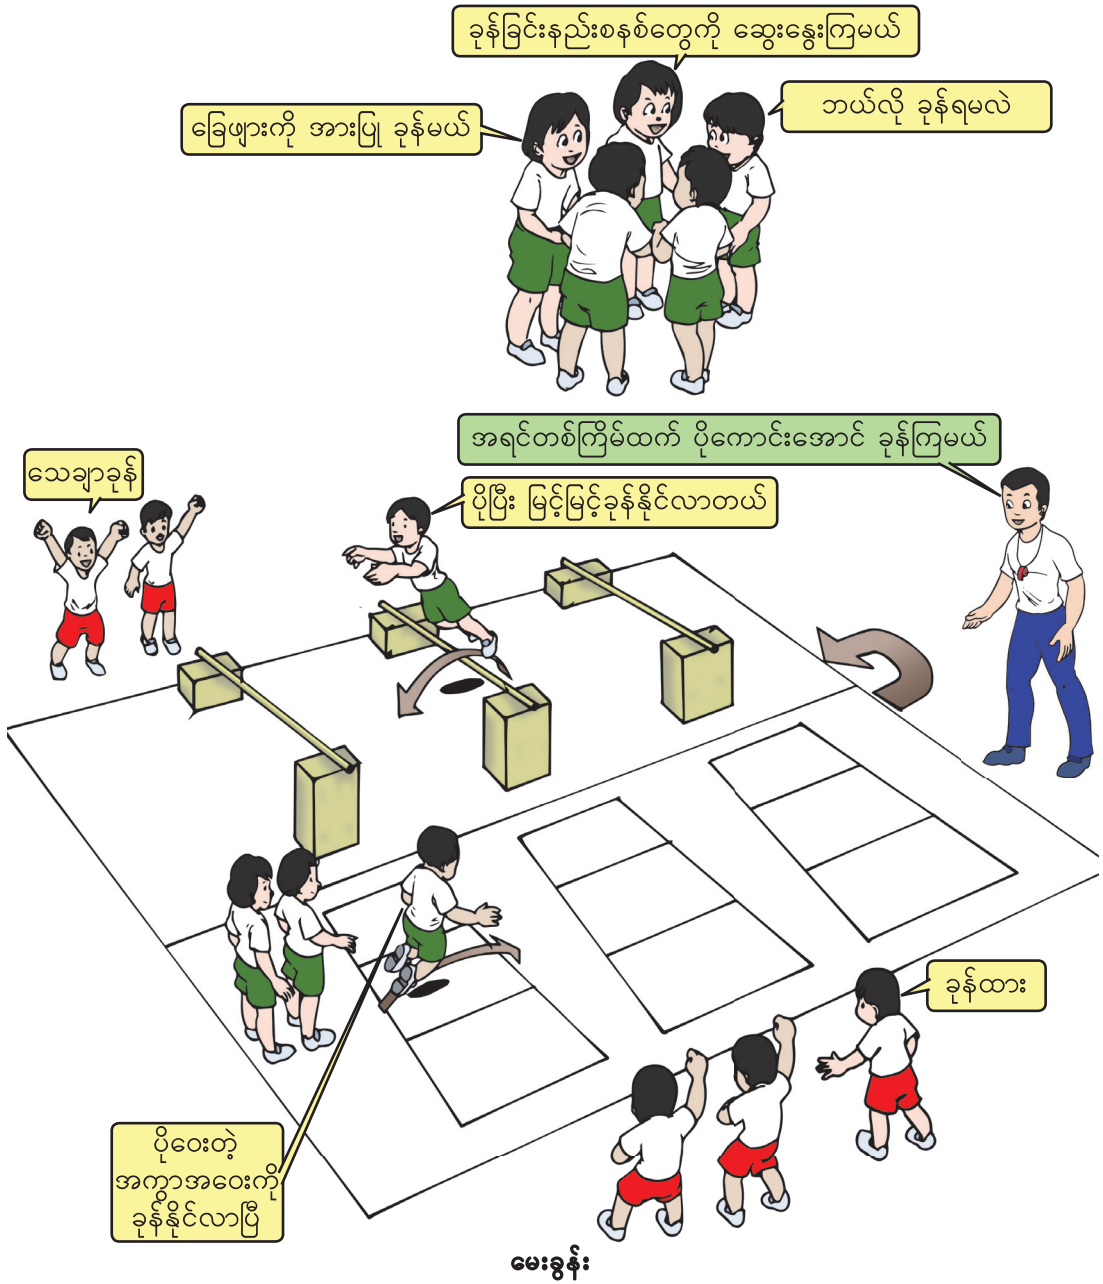 ခုန်ခြင်းနည်းစနစ်တွေကို ဆွေးနွေးကြမယ်
ခြေဖျားကို အားပြု ခုန်မယ်
ဘယ်လို ခုန်ရမလဲ
အရင်တစ်ကြိမ်ထက် ပိုကောင်းအောင် ခုန်ကြမယ်
သေချာခုန်
ပိုပြီး မြင့်မြင့်ခုန်နိုင်လာတယ်
ခုန်ထား
ပိုဝေးတဲ့
အကွာအဝေးကို
ခုန်နိုင်လာပြီ
မေးခွန်း